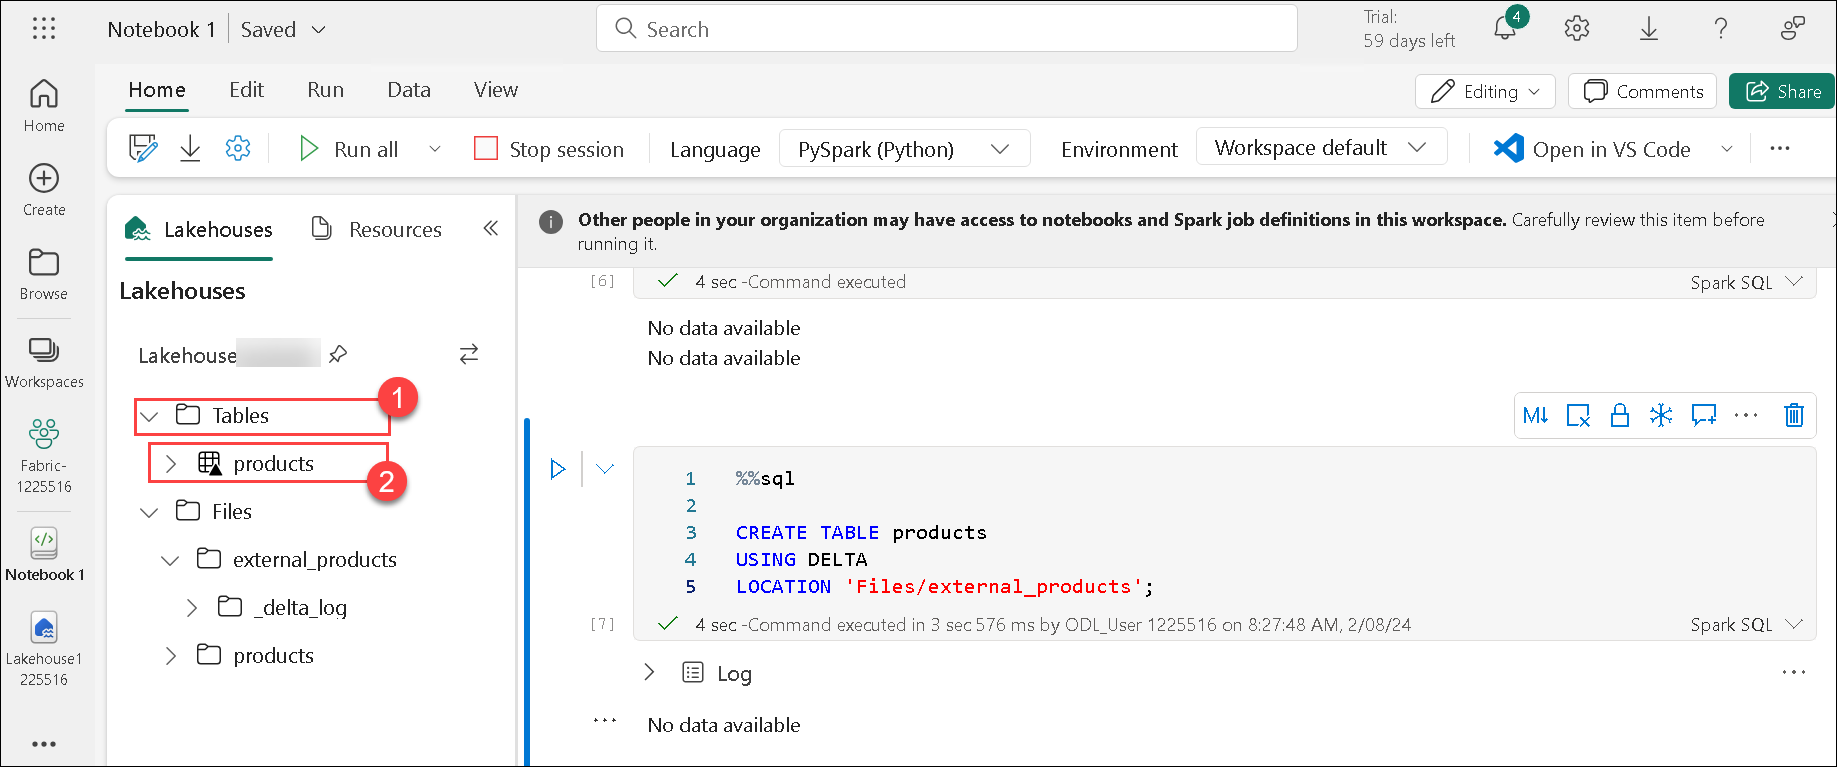 Notebook 1 Saved
Search
Trial:
59 days left
4
Home Edit Run Data View
Editing
Comments
Share
Run all
Stop session
Language
PySpark (Python)
Environment
Workspace default
Open in VS Code
Home
Create
Browse
Workspaces
Fabric-
1225516
Notebook 1
Lakehouse1
225516
Lakehouses Resources
Lakehouses
Lakehouse
Tables
1
products
2
Files
external_products
_delta_log
products
Other people in your organization may have access to notebooks and Spark job definitions in this workspace. Carefully review this item before
running it.
[6] 4 sec -Command executed Spark SQL
No data available
No data available
M↓
1 %%sql
2
3 CREATE TABLE products
4 USING DELTA
5 LOCATION 'Files/external_products';
[7] 4 sec -Command executed in 3 sec 576 ms by ODL_User 1225516 on 8:27:48 AM, 2/08/24 Spark SQL
Log
No data available